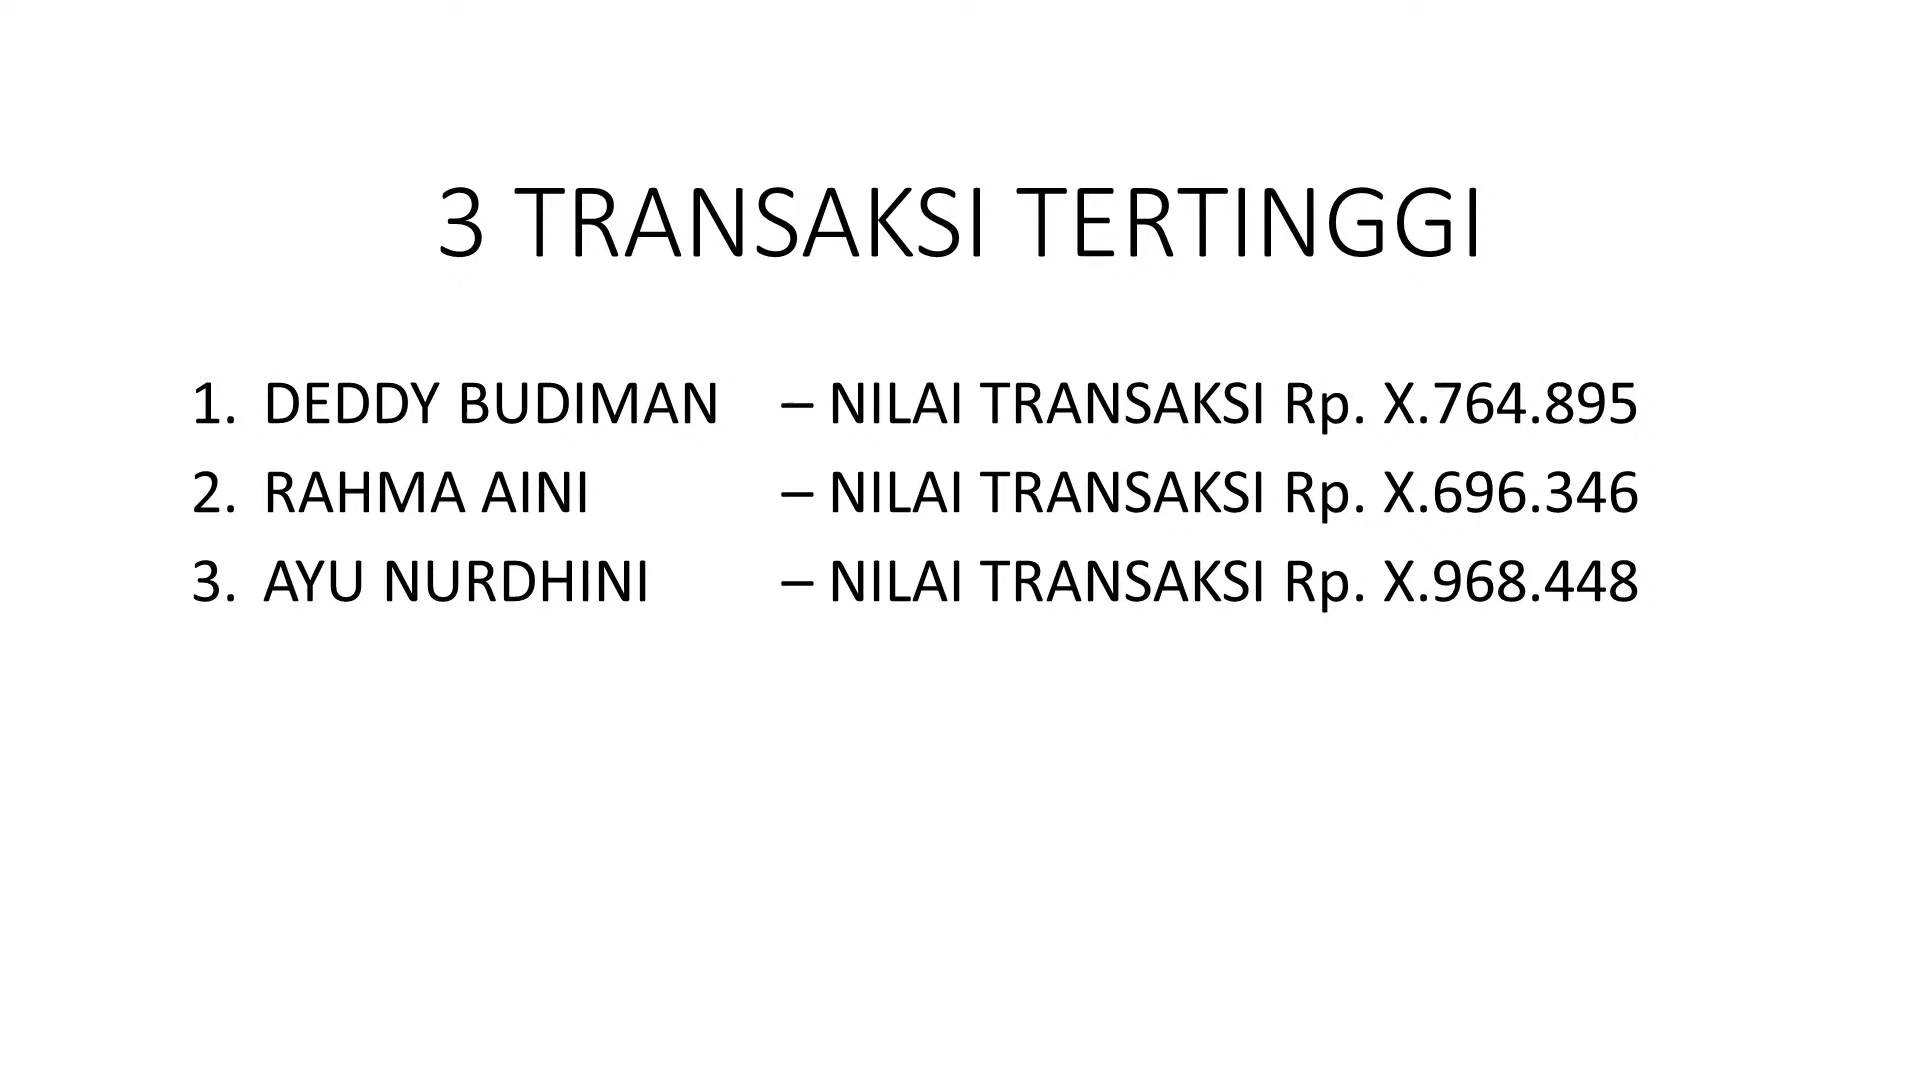 3 TRANSAKSI TERTINGGI
1. DEDDY BUDIMAN – NILAI TRANSAKSI Rp. X.764.895
2. RAHMA AINI – NILAI TRANSAKSI Rp. X.696.346
3. AYU NURDHINI – NILAI TRANSAKSI Rp. X.968.448